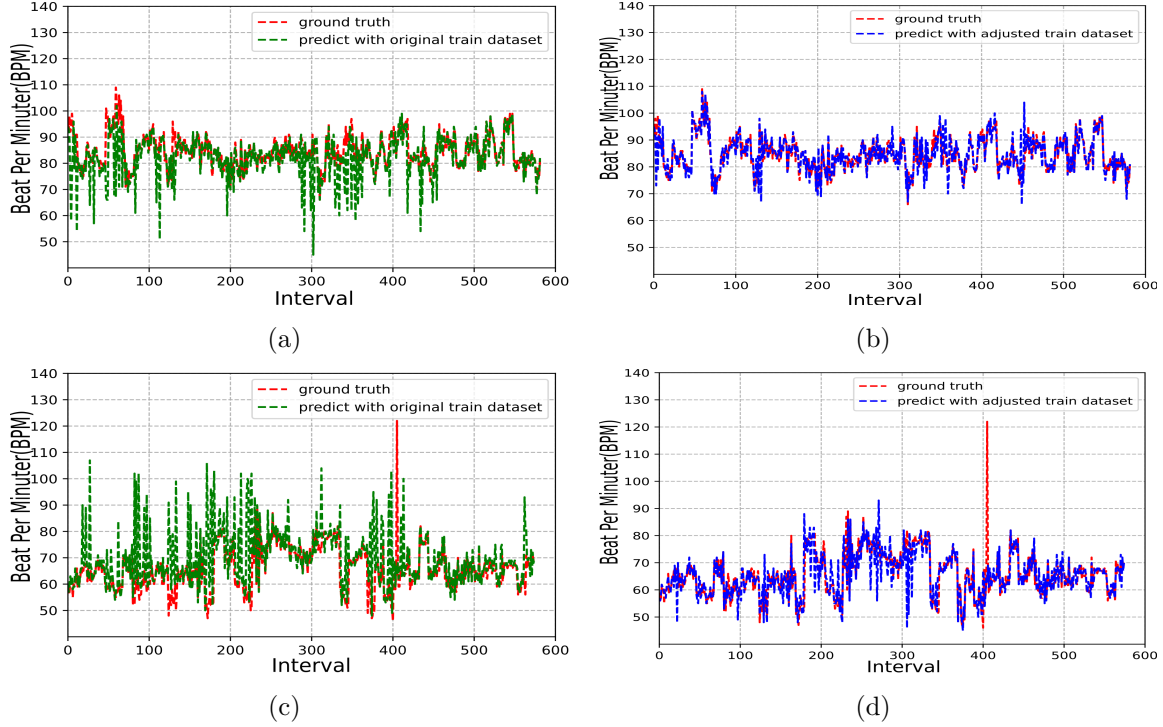 140
130
120
110
100
90
80
70
60
50
0 100 200 300 400 500 600
Beat Per Minuter(BPM)
Interval
ground truth
predict with original train dataset
(a)
140
130
120
110
100
90
80
70
60
50
0 100 200 300 400 500 600
Beat Per Minuter(BPM)
Interval
ground truth
predict with adjusted train dataset
(b)
140
130
120
110
100
90
80
70
60
50
0 100 200 300 400 500 600
Beat Per Minuter(BPM)
Interval
ground truth
predict with original train dataset
(c)
140
130
120
110
100
90
80
70
60
50
0 100 200 300 400 500 600
Beat Per Minuter(BPM)
Interval
ground truth
predict with adjusted train dataset
(d)